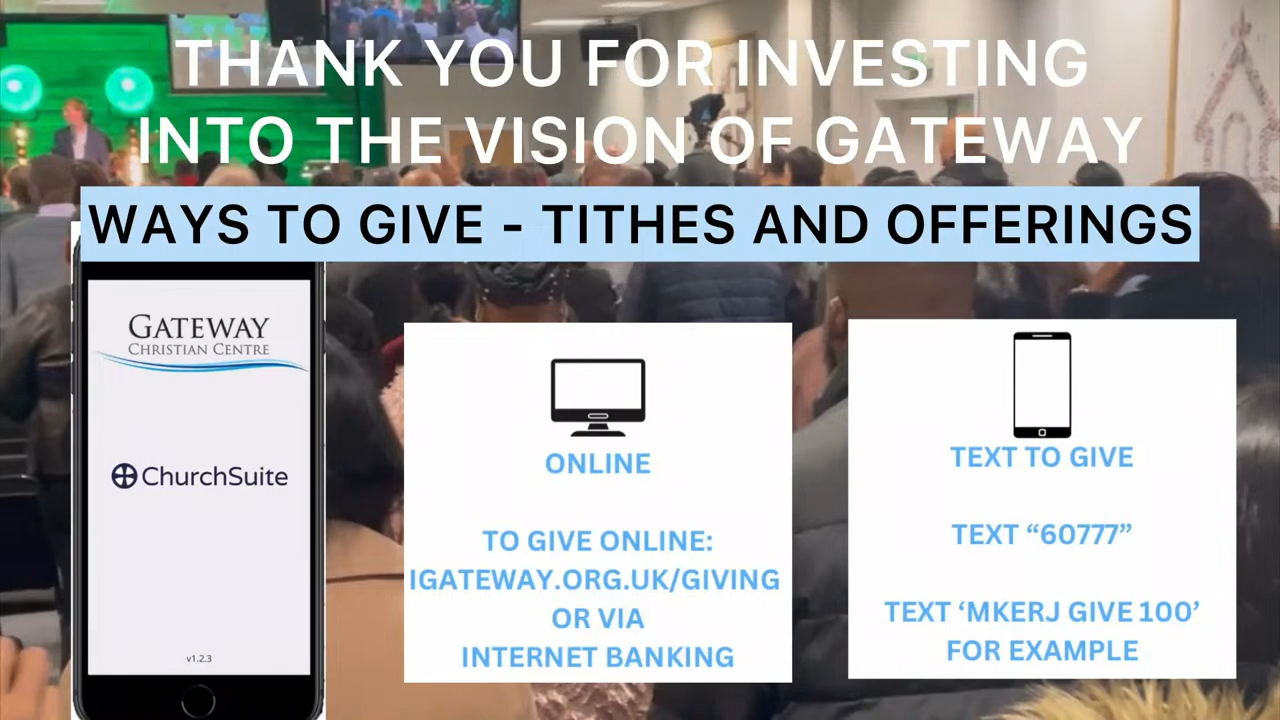 THANK YOU FOR INVESTING
INTO THE VISION OF GATEWAY
WAYS TO GIVE - TITHES AND OFFERINGS
GATEWAY
CHRISTIAN CENTRE
ChurchSuite
v1.2.3
ONLINE
TO GIVE ONLINE:
IGATEWAY.ORG.UK/GIVING
OR VIA
INTERNET BANKING
TEXT TO GIVE
TEXT “60777”
TEXT ‘MKERJ GIVE 100’
FOR EXAMPLE